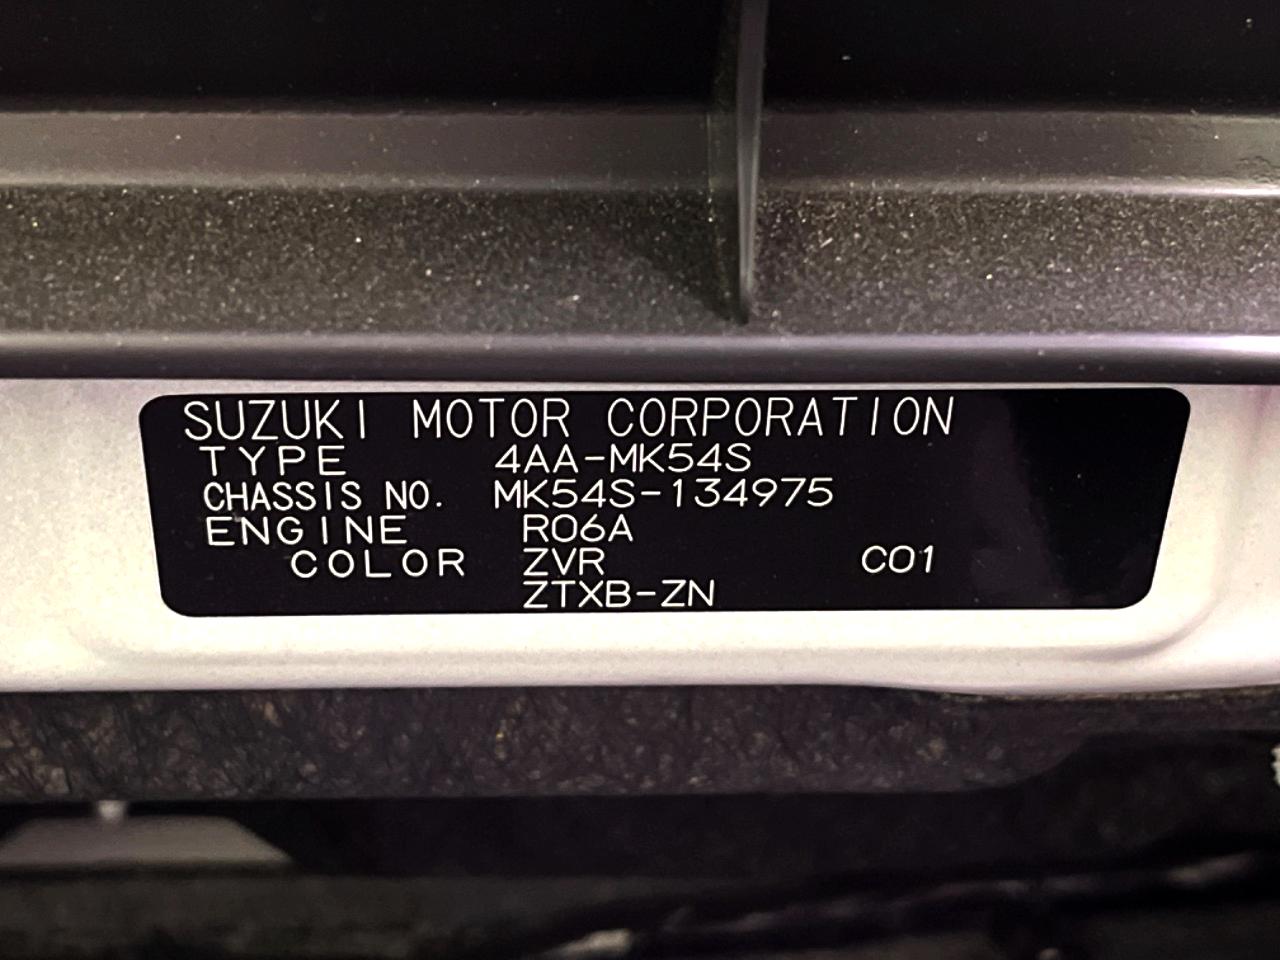 SUZUKI MOTOR CORPORATION
TYPE 4AA-MK54S
CHASSIS NO. MK54S-134975
ENGINE R06A
COLOR ZVR C01
ZTXB-ZN